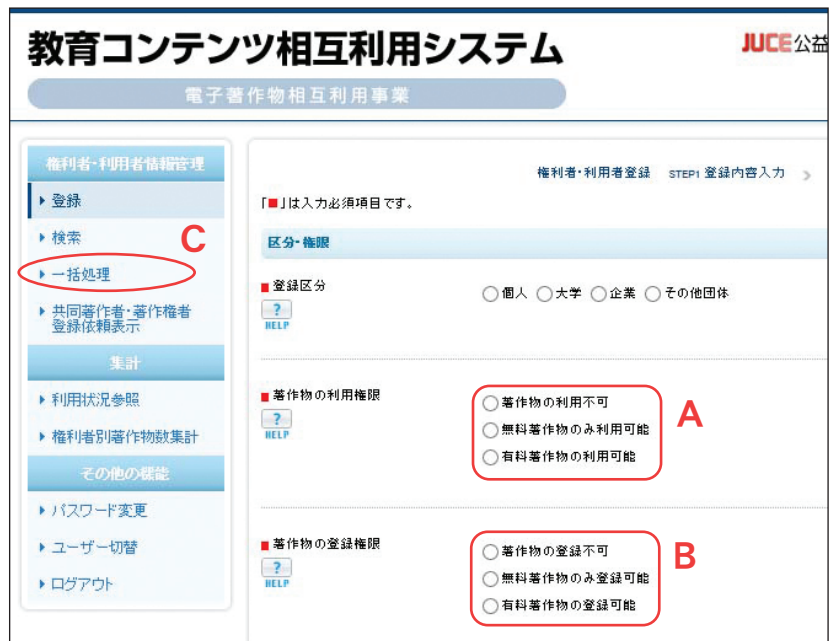 教育コンテンツ相互利用システム
JUCE公益
電子著作物相互利用事業
権利者・利用者情報管理
登録
検索
C
一括処理
共同著作者・著作権者
登録依頼表示
集計
利用状況参照
権利者別著作物数集計
その他の機能
パスワード変更
ユーザー切替
ログアウト
権利者・利用者登録 STEP1 登録内容入力 >
「■」は入力必須項目です。
区分・権限
■登録区分
?
HELP
個人 大学 企業 その他団体
■著作物の利用権限
?
HELP
著作物の利用不可
無料著作物のみ利用可能
有料著作物の利用可能
A
■著作物の登録権限
?
HELP
著作物の登録不可
無料著作物のみ登録可能
有料著作物の登録可能
B